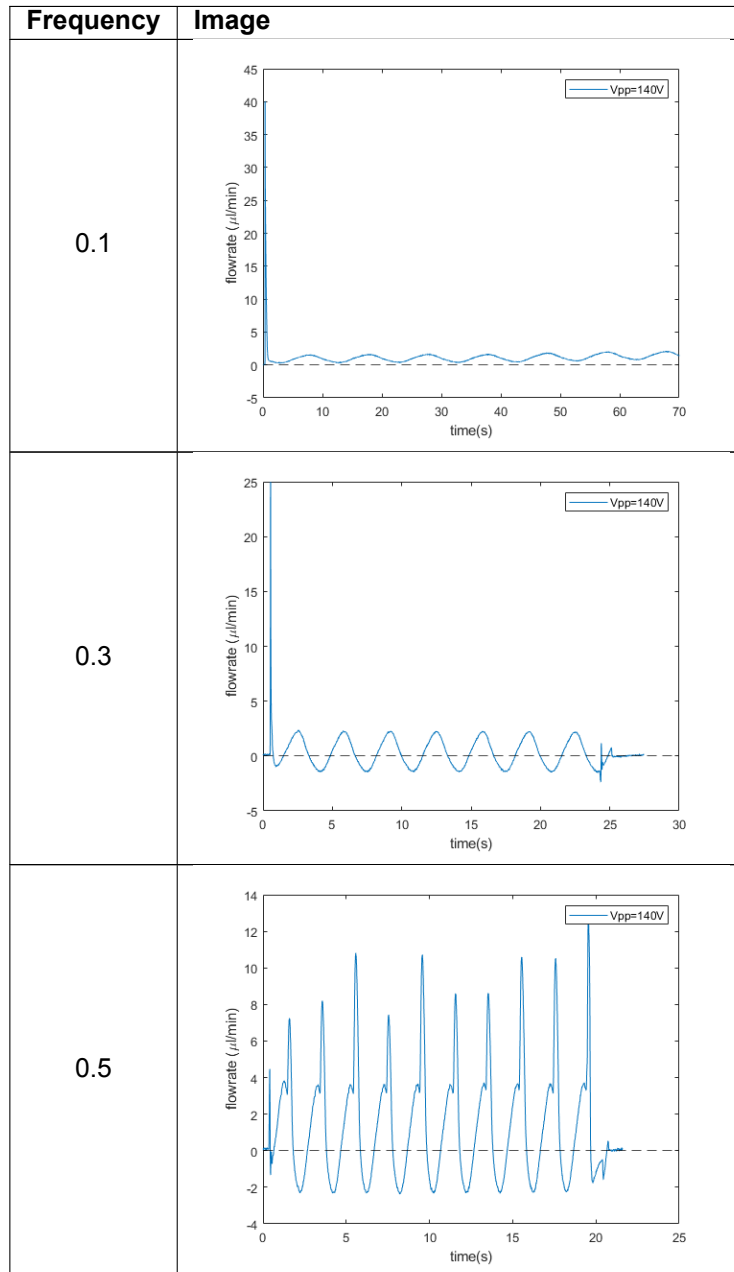 Frequency Image
0.1
45
40
35
30
25
20
15
10
5
0
-5
flowrate (μl/min)
Vpp=140V
0 10 20 30 40 50 60 70
time(s)
0.3
25
20
15
10
5
0
-5
flowrate (μl/min)
Vpp=140V
0 5 10 15 20 25 30
time(s)
0.5
14
12
10
8
6
4
2
0
-2
-4
flowrate (μl/min)
Vpp=140V
0 5 10 15 20 25
time(s)